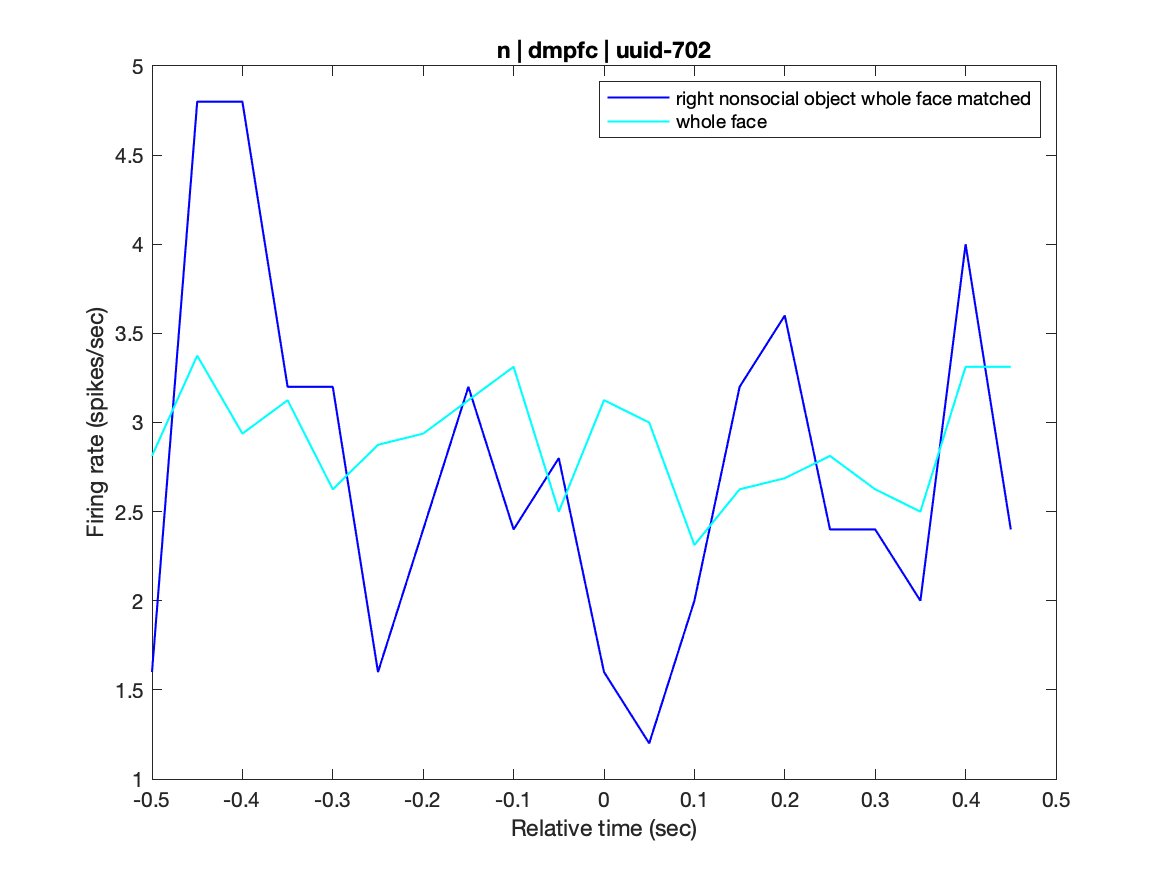 n | dmpfc | uuid-702
right nonsocial object whole face matched
whole face
5
4.5
4
3.5
3
2.5
2
1.5
1
Firing rate (spikes/sec)
-0.5 -0.4 -0.3 -0.2 -0.1 0 0.1 0.2 0.3 0.4 0.5
Relative time (sec)